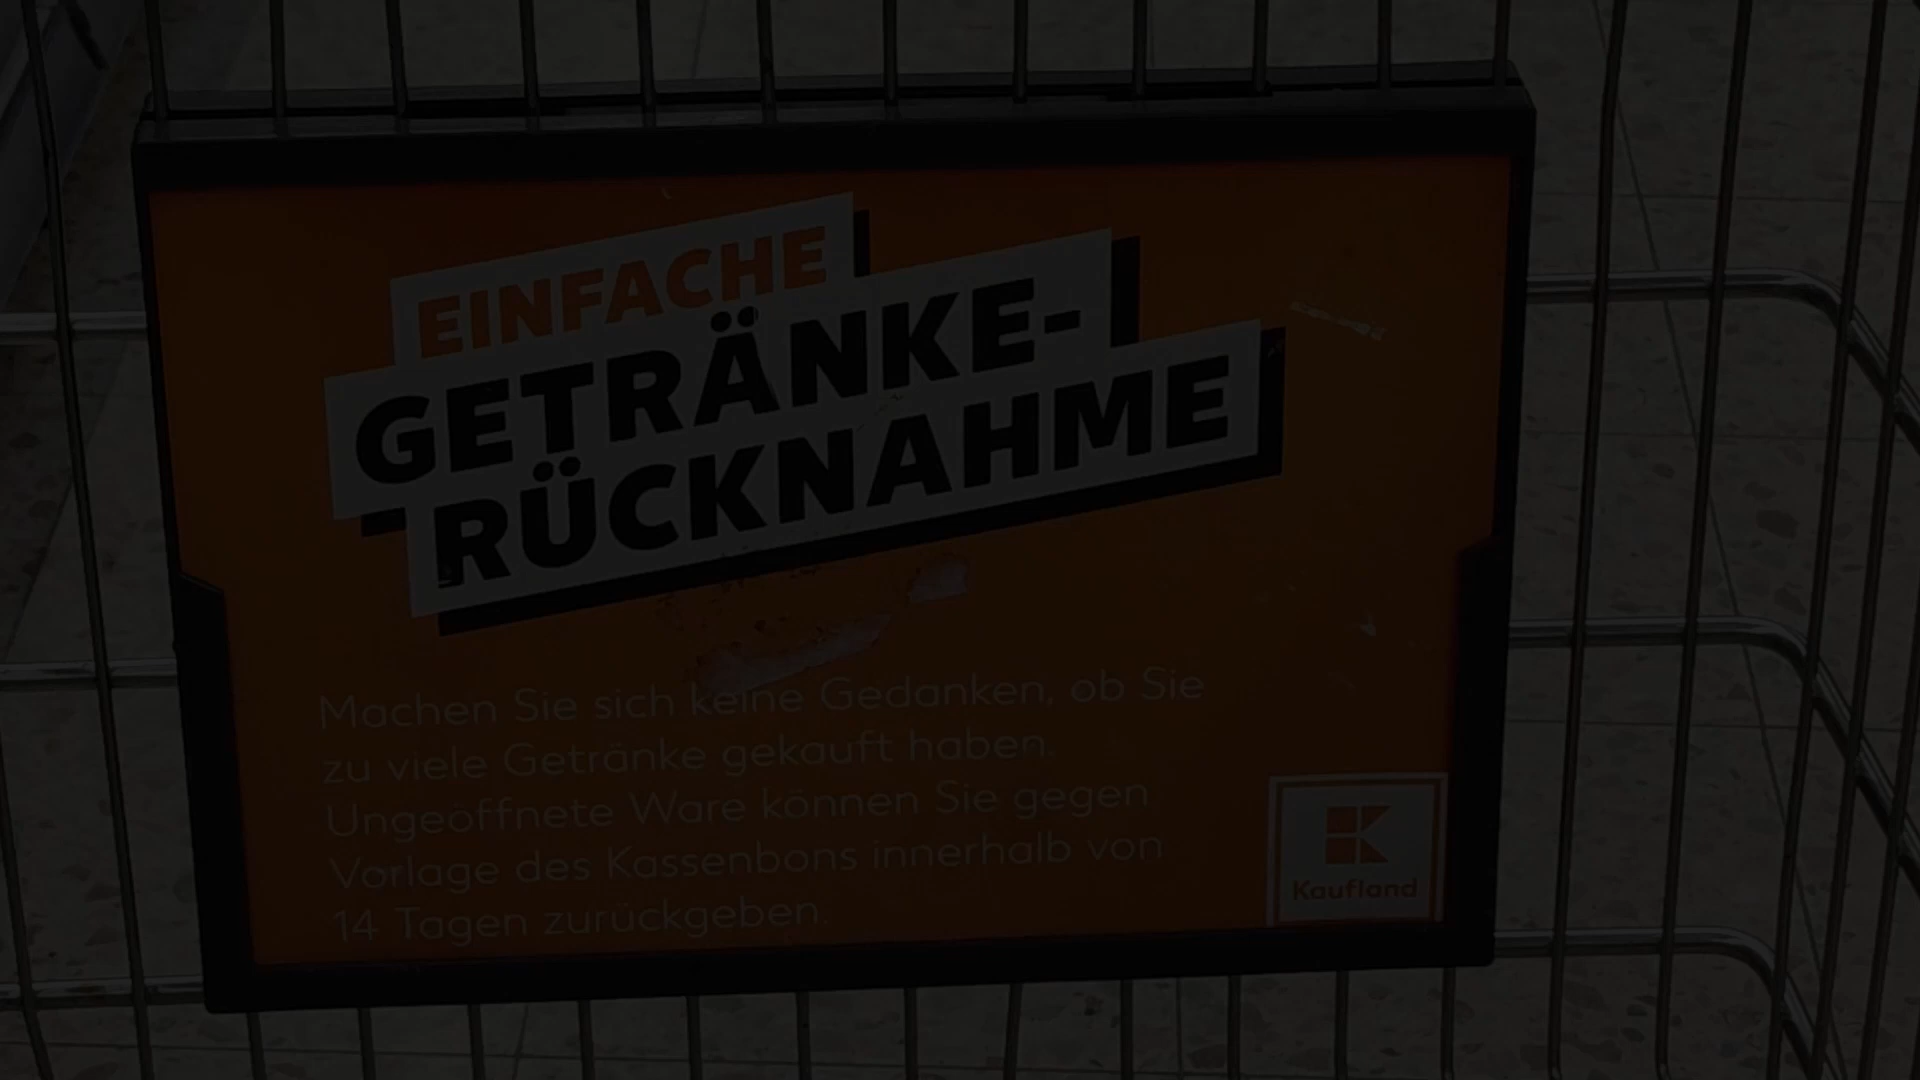 EINFACHE
GETRÄNKE-
RÜCKNAHME
Machen Sie sich keine Gedanken, ob Sie
zu viele Getränke gekauft haben.
Ungeöffnete Ware können Sie gegen
Vorlage des Kassenbons innerhalb von
14 Tagen zurückgeben.
Kaufland